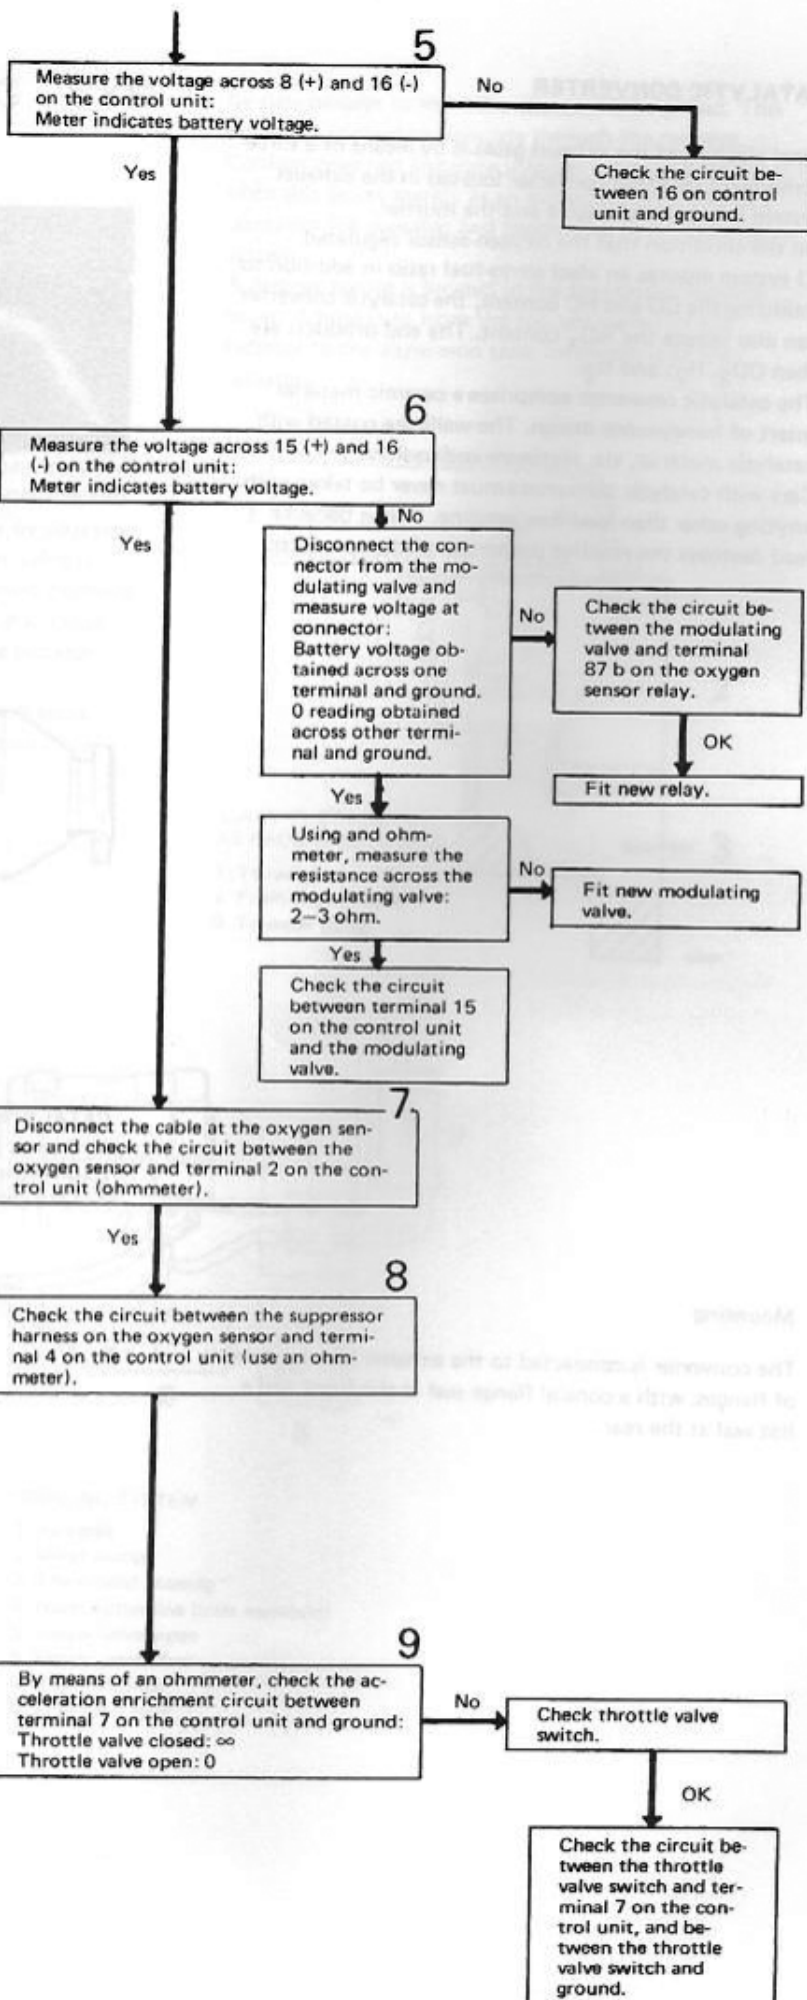 5
Measure the voltage across 8 (+) and 16 (-)
on the control unit:
Meter indicates battery voltage.
No
Yes
Check the circuit be-
tween 16 on control
unit and ground.
6
Measure the voltage across 15 (+) and 16
(-) on the control unit:
Meter indicates battery voltage.
No
Yes
Disconnect the con-
nector from the mo-
dulating valve and
measure voltage at
connector:
Battery voltage ob-
tained across one
terminal and ground.
0 reading obtained
across other termi-
nal and ground.
No
Check the circuit be-
tween the modulating
valve and terminal
87 b on the oxygen
sensor relay.
OK
Fit new relay.
Yes
Using and ohm-
meter, measure the
resistance across the
modulating valve:
2–3 ohm.
No
Fit new modulating
valve.
Yes
Check the circuit
between terminal 15
on the control unit
and the modulating
valve.
7
Disconnect the cable at the oxygen sen-
sor and check the circuit between the
oxygen sensor and terminal 2 on the con-
trol unit (ohmmeter).
Yes
8
Check the circuit between the suppressor
harness on the oxygen sensor and termi-
nal 4 on the control unit (use an ohm-
meter).
9
By means of an ohmmeter, check the ac-
celeration enrichment circuit between
terminal 7 on the control unit and ground:
Throttle valve closed: ∞
Throttle valve open: 0
No
Check throttle valve
switch.
OK
Check the circuit be-
tween the throttle
valve switch and ter-
minal 7 on the con-
trol unit, and be-
tween the throttle
valve switch and
ground.